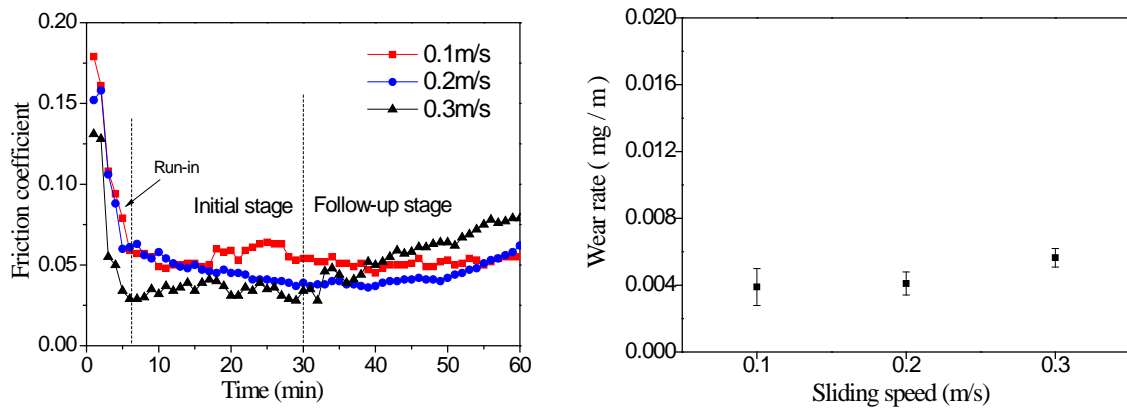 0.20
0.15
0.10
0.05
0.00
Friction coefficient
0.1m/s
0.2m/s
0.3m/s
Run-in
Initial stage
Follow-up stage
0 10 20 30 40 50 60
Time (min)
0.020
0.016
0.012
0.008
0.004
0.000
Wear rate ( mg / m )
0.1 0.2 0.3
Sliding speed (m/s)